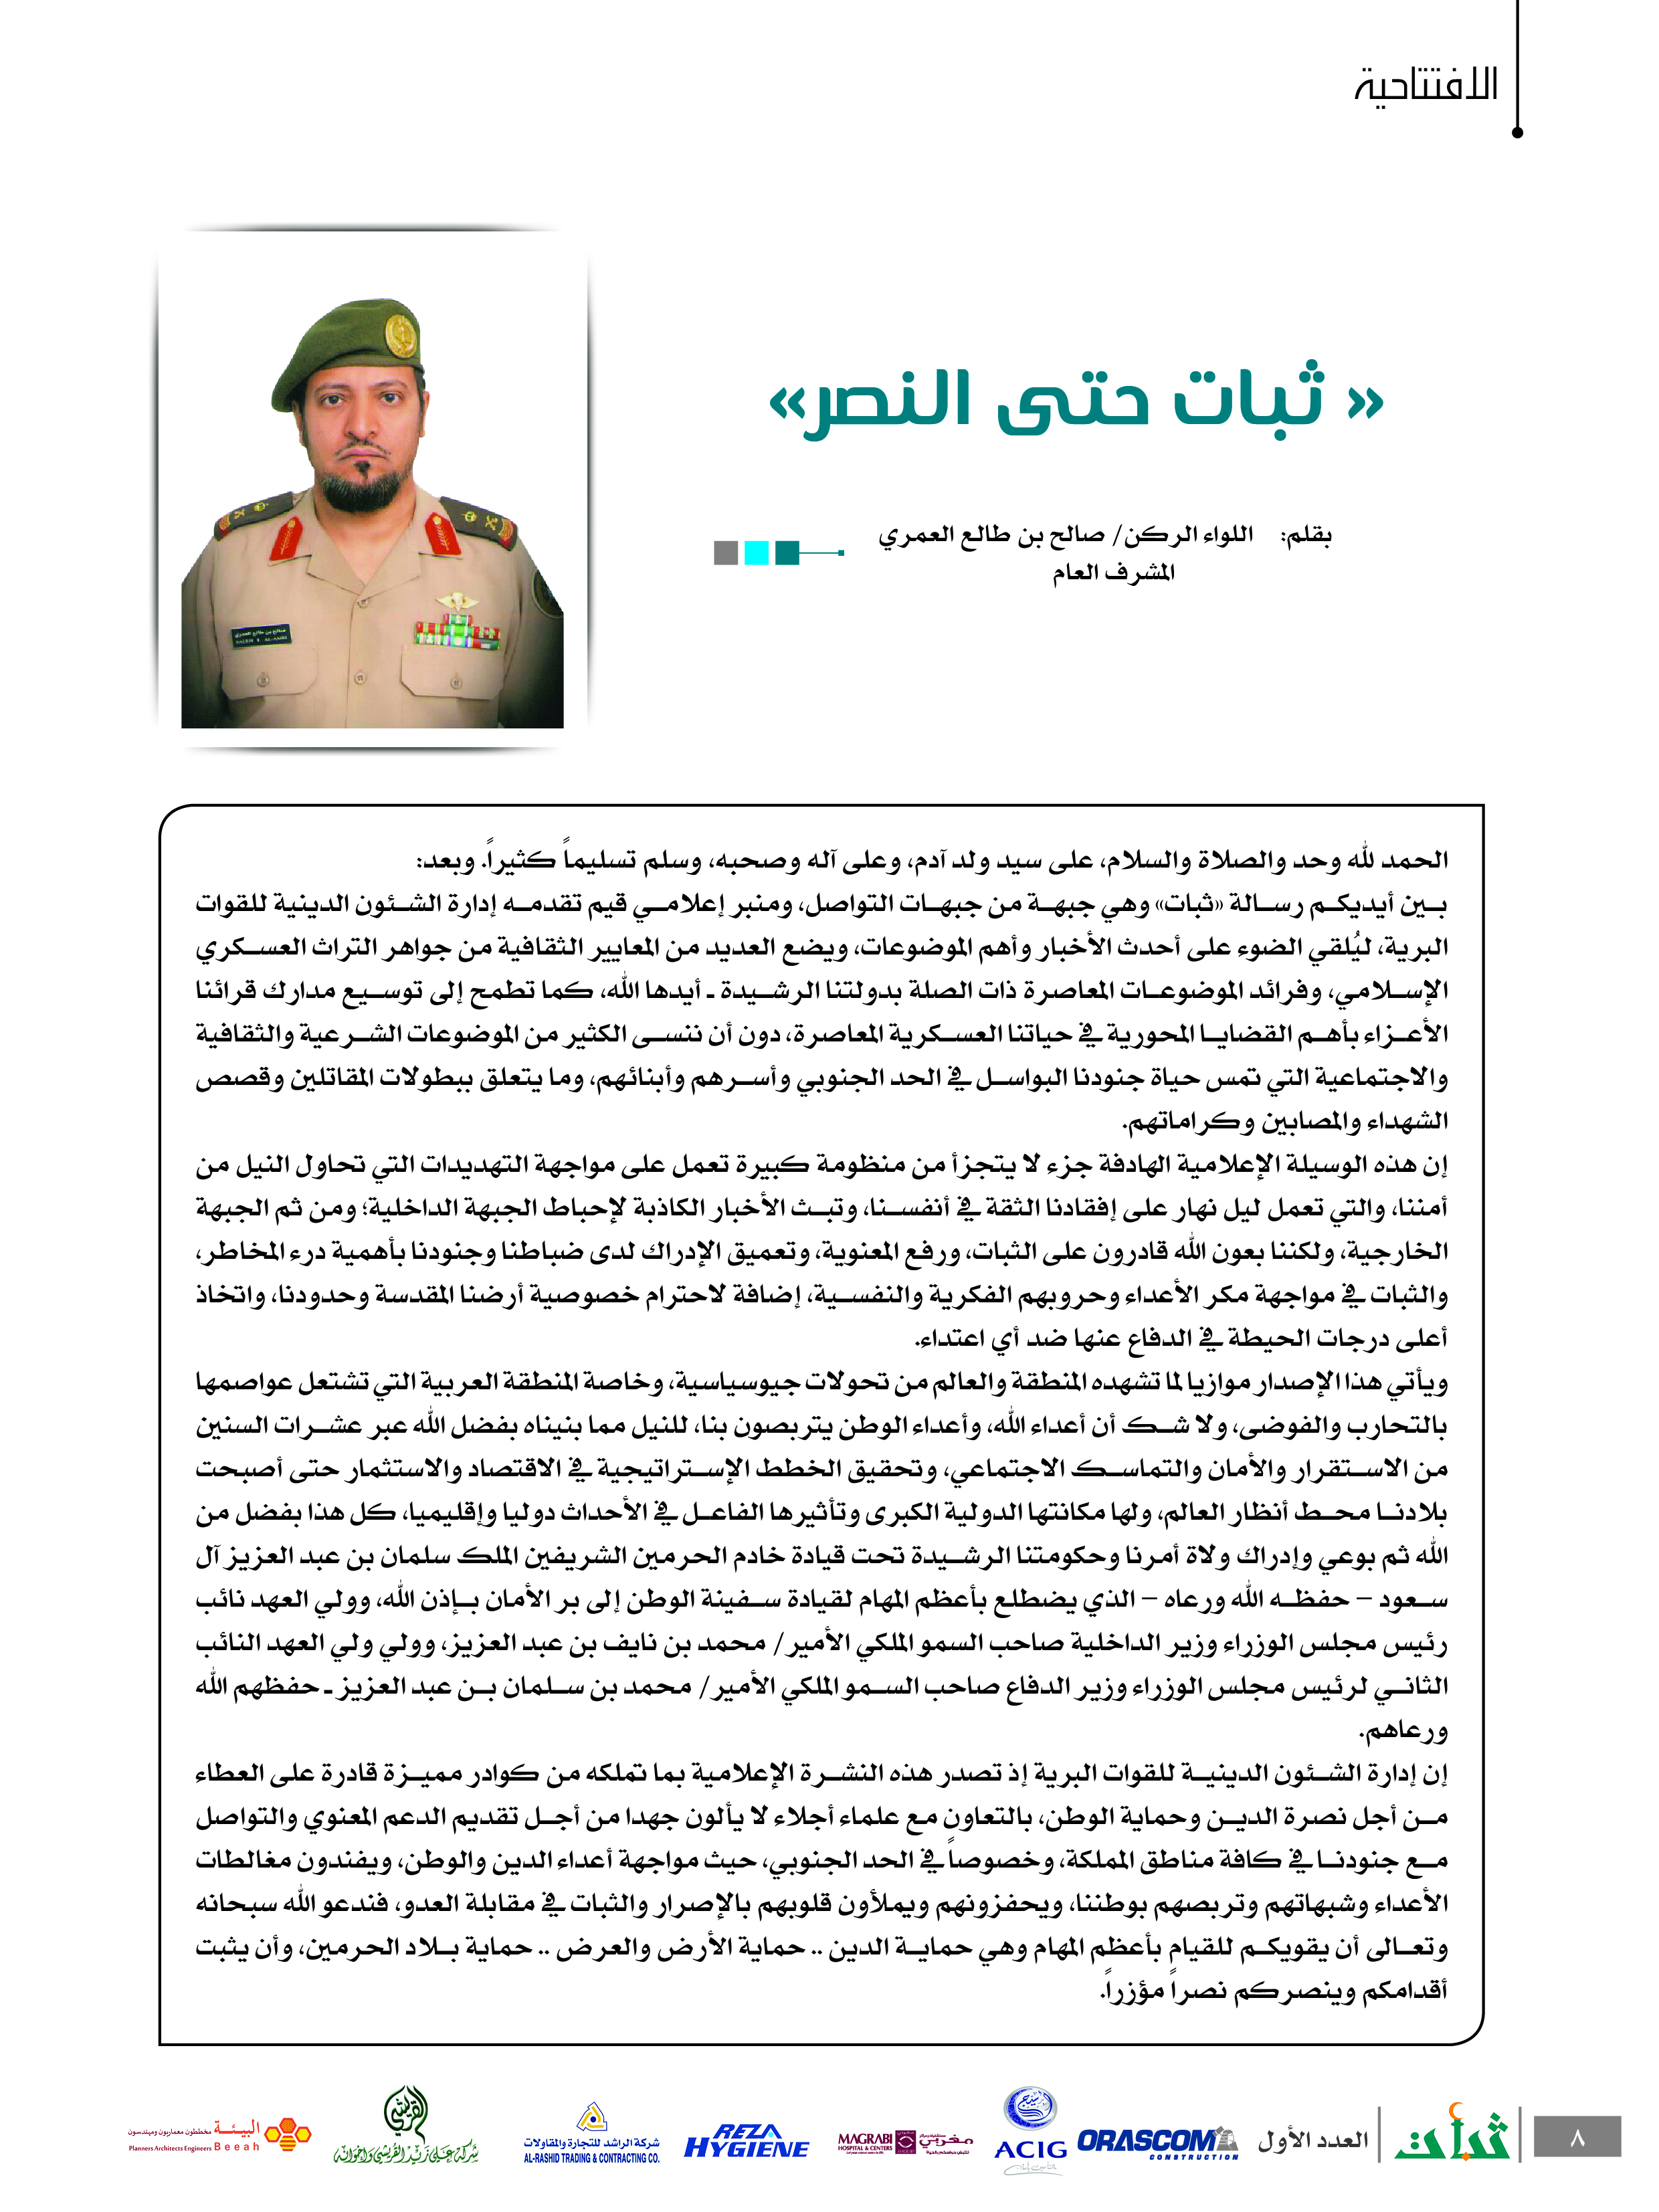 الافتتاحية
« ثبات حتى النصر»
بقلم: اللواء الركن/ صالح بن طالع العمري
المشرف العام
صالح بن طالع العمري
الحمد لله وحد والصلاة والسلام، على سيد ولد آدم، وعلى آله وصحبه، وسلم تسليماً كثيراً. وبعد:
بين أيديكم رسالة «ثبات» وهي جبهة من جبهات التواصل، ومنبر إعلامي قيم تقدمه إدارة الشئون الدينية للقوات
البرية، ليُلقي الضوء على أحدث الأخبار وأهم الموضوعات، ويضع العديد من المعايير الثقافية من جواهر التراث العسكري
الإسلامي، وفرائد الموضوعات المعاصرة ذات الصلة بدولتنا الرشيدة ـ أيدها الله، كما تطمح إلى توسيع مدارك قرائنا
الأعزاء بأهم القضايا المحورية في حياتنا العسكرية المعاصرة، دون أن ننسى الكثير من الموضوعات الشرعية والثقافية
والاجتماعية التي تمس حياة جنودنا البواسل في الحد الجنوبي وأسرهم وأبنائهم، وما يتعلق ببطولات المقاتلين وقصص
الشهداء والمصابين وكراماتهم.
إن هذه الوسيلة الإعلامية الهادفة جزء لا يتجزأ من منظومة كبيرة تعمل على مواجهة التهديدات التي تحاول النيل من
أمننا، والتي تعمل ليل نهار على إفقادنا الثقة في أنفسنا، وتبث الأخبار الكاذبة لإحباط الجبهة الداخلية؛ ومن ثم الجبهة
الخارجية، ولكننا بعون الله قادرون على الثبات، ورفع المعنوية، وتعميق الإدراك لدى ضباطنا وجنودنا بأهمية درء المخاطر،
والثبات في مواجهة مكر الأعداء وحروبهم الفكرية والنفسية، إضافة لاحترام خصوصية أرضنا المقدسة وحدودنا، واتخاذ
أعلى درجات الحيطة في الدفاع عنها ضد أي اعتداء.
ويأتي هذا الإصدار موازيا لما تشهده المنطقة والعالم من تحولات جيوسياسية، وخاصة المنطقة العربية التي تشتعل عواصمها
بالتحارب والفوضى، ولا شك أن أعداء الله، وأعداء الوطن يتربصون بنا، للنيل مما بنيناه بفضل الله عبر عشرات السنين
من الاستقرار والأمان والتماسك الاجتماعي، وتحقيق الخطط الإستراتيجية في الاقتصاد والاستثمار حتى أصبحت
بلادنا محط أنظار العالم، ولها مكانتها الدولية الكبرى وتأثيرها الفاعل في الأحداث دوليا وإقليميا، كل هذا بفضل من
الله ثم بوعي وإدراك ولاة أمرنا وحكومتنا الرشيدة تحت قيادة خادم الحرمين الشريفين الملك سلمان بن عبد العزيز آل
سعود – حفظه الله ورعاه – الذي يضطلع بأعظم المهام لقيادة سفينة الوطن إلى بر الأمان بإذن الله، وولي العهد نائب
رئيس مجلس الوزراء وزير الداخلية صاحب السمو الملكي الأمير/ محمد بن نايف بن عبد العزيز، وولي ولي العهد النائب
الثاني لرئيس مجلس الوزراء وزير الدفاع صاحب السمو الملكي الأمير/ محمد بن سلمان بن عبد العزيز ـ حفظهم الله
ورعاهم.
إن إدارة الشئون الدينية للقوات البرية إذ تصدر هذه النشرة الإعلامية بما تملكه من كوادر مميزة قادرة على العطاء
من أجل نصرة الدين وحماية الوطن، بالتعاون مع علماء أجلاء لا يألون جهدا من أجل تقديم الدعم المعنوي والتواصل
مع جنودنا في كافة مناطق المملكة، وخصوصاً في الحد الجنوبي، حيث مواجهة أعداء الدين والوطن، ويفندون مغالطات
الأعداء وشبهاتهم وتربصهم بوطننا، ويحفزونهم ويملأون قلوبهم بالإصرار والثبات في مقابلة العدو، فندعو الله سبحانه
وتعالى أن يقويكم للقيام بأعظم المهام وهي حماية الدين .. حماية الأرض والعرض .. حماية بلاد الحرمين، وأن يثبت
أقدامكم وينصركم نصراً مؤزراً.
٨
ثبات
العدد الأول
ORASCOM
CONSTRUCTION
ACIG
مغربي
MAGRABI
HOSPITAL & CENTERS
REZA
HYGIENE
شركة الراشد للتجارة والمقاولات
AL-RASHID TRADING & CONTRACTING CO.
القريشي
شركة علي زيد القريشي وإخوانه
البيئة
Beeah
مخططون معماريون ومهندسون
Planners Architects Engineers